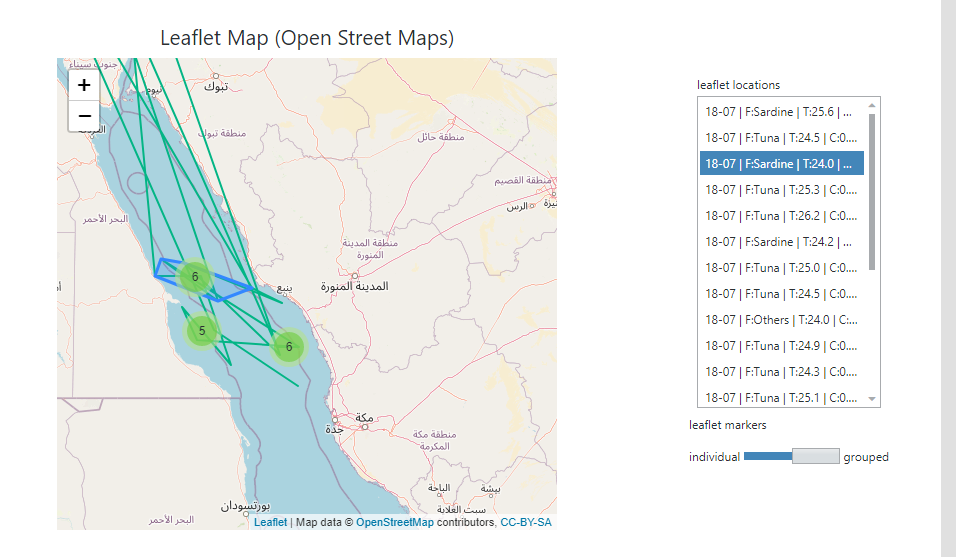 Leaflet Map (Open Street Maps)
جنوب سيناء
+
−
نيوم
تبوك
الغردقة
منطقة تبوك
منطقة حائل
منطقة القصيم
الرس
البحر الأحمر
منطقة المدينة
المنورة
المدينة المنورة
ينبع
6
5
6
مكة
جدة
منطقة مكة
المكرمة
الباحة
بيشة
سبت العلاية
بورتسودان
البحر الأحمر
Leaflet | Map data © OpenStreetMap contributors, CC-BY-SA
leaflet locations
18-07 | F:Sardine | T:25.6 | ...
18-07 | F:Tuna | T:24.5 | C:0....
18-07 | F:Sardine | T:24.0 | ...
18-07 | F:Tuna | T:25.3 | C:0....
18-07 | F:Tuna | T:26.2 | C:0....
18-07 | F:Sardine | T:24.2 | ...
18-07 | F:Tuna | T:25.0 | C:0....
18-07 | F:Tuna | T:24.5 | C:0....
18-07 | F:Others | T:24.0 | C:...
18-07 | F:Tuna | T:24.9 | C:0....
18-07 | F:Tuna | T:24.3 | C:0....
18-07 | F:Tuna | T:25.1 | C:0....
leaflet markers
individual grouped